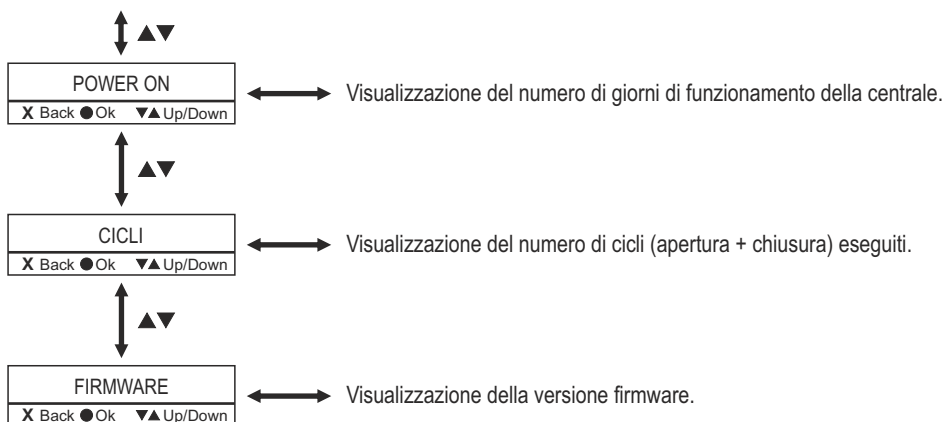 ▲▼
POWER ON
X Back ●Ok ▼▲Up/Down
Visualizzazione del numero di giorni di funzionamento della centrale.
▲▼
CICLI
X Back ●Ok ▼▲Up/Down
Visualizzazione del numero di cicli (apertura + chiusura) eseguiti.
▲▼
FIRMWARE
X Back ●Ok ▼▲Up/Down
Visualizzazione della versione firmware.